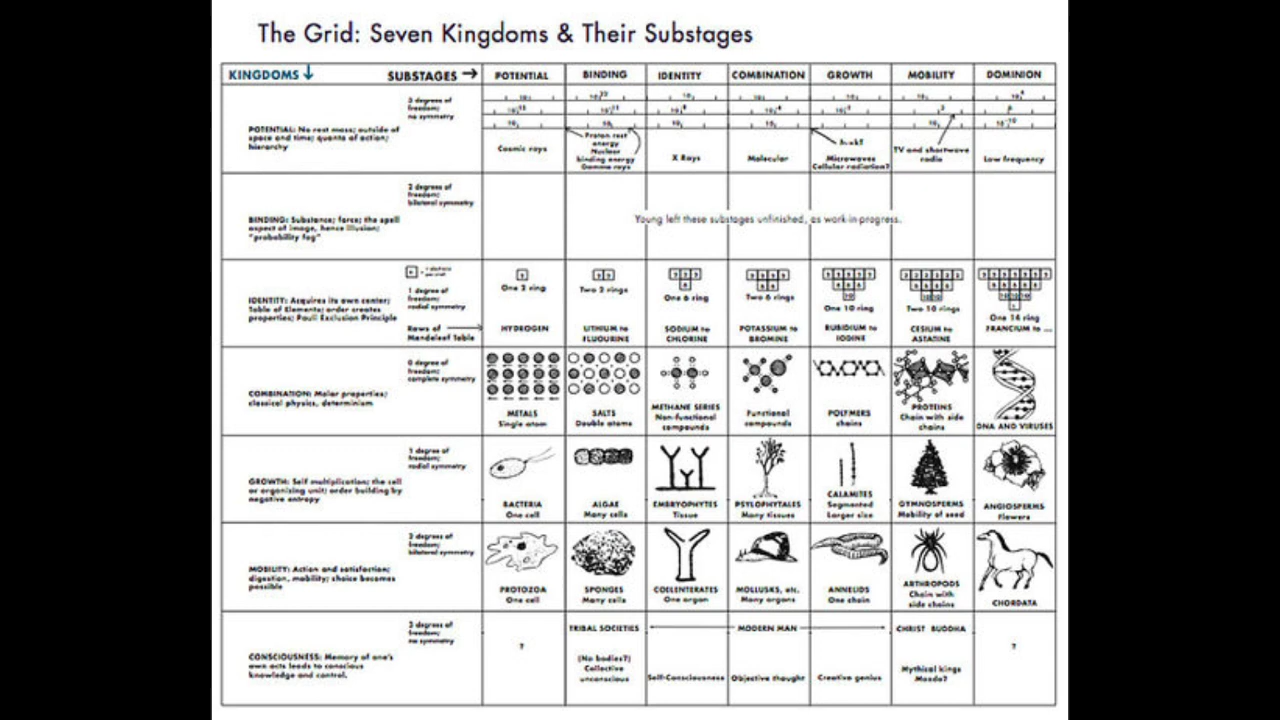 The Grid: Seven Kingdoms & Their Substages
KINGDOMS ↓ SUBSTAGES → POTENTIAL BINDING IDENTITY COMBINATION GROWTH MOBILITY DOMINION
3 degrees of
freedom;
no symmetry
POTENTIAL: No rest mass; outside of
space and time; quanta of action;
hierarchy
Cosmic rays
Proton rest
energy
Nuclear
binding energy
Gamma rays
X Rays
Molecular
Microwaves
Cellular radiation?
TV and shortwave
radio
Low frequency
2 degrees of
freedom;
bilateral symmetry
BINDING: Substance; force; the spell
aspect of image, hence illusion;
"probability fog"
Young left these substages unfinished, as work-in-progress.
1 degree of
freedom;
radial symmetry
IDENTITY: Acquires its own center;
Table of Elements; order creates
properties; Pauli Exclusion Principle
Rows of
Mendeleef Table
One 2 ring
HYDROGEN
Two 2 rings
LITHIUM to
FLUOURINE
One 6 ring
SODIUM to
CHLORINE
Two 6 rings
POTASSIUM to
BROMINE
One 10 ring
RUBIDIUM to
IODINE
Two 10 rings
CESIUM to
ASTATINE
One 14 ring
FRANCIUM to ...
0 degree of
freedom;
complete symmetry
COMBINATION: Molar properties;
classical physics, determinism
METALS
Single atom
SALTS
Double atoms
METHANE SERIES
Non-functional
compounds
Functional
compounds
POLYMERS
chains
PROTEINS
Chain with side
chains
DNA AND VIRUSES
1 degree of
freedom;
radial symmetry
GROWTH: Self multiplication; the cell
or organizing unit; order building by
negative entropy
BACTERIA
One cell
ALGAE
Many cells
EMBRYOPHYTES
Tissue
PSYLOPHYTALES
Many tissues
CALAMITES
Segmented
Larger size
GYMNOSPERMS
Mobility of seed
ANGIOSPERMS
Flowers
2 degrees of
freedom;
bilateral symmetry
MOBILITY: Action and satisfaction;
digestion, mobility; choice becomes
possible
PROTOZOA
One cell
SPONGES
Many cells
COELENTERATES
One organ
MOLLUSKS, etc.
Many organs
ANNELIDS
One chain
ARTHROPODS
Chain with
side chains
CHORDATA
3 degrees of
freedom;
no symmetry
CONSCIOUSNESS: Memory of one's
own acts leads to conscious
knowledge and control.
?
TRIBAL SOCIETIES
(No bodies?)
Collective
unconscious
MODERN MAN
Self-Consciousness
Objective thought
Creative genius
CHRIST BUDDHA
Mythical kings
?